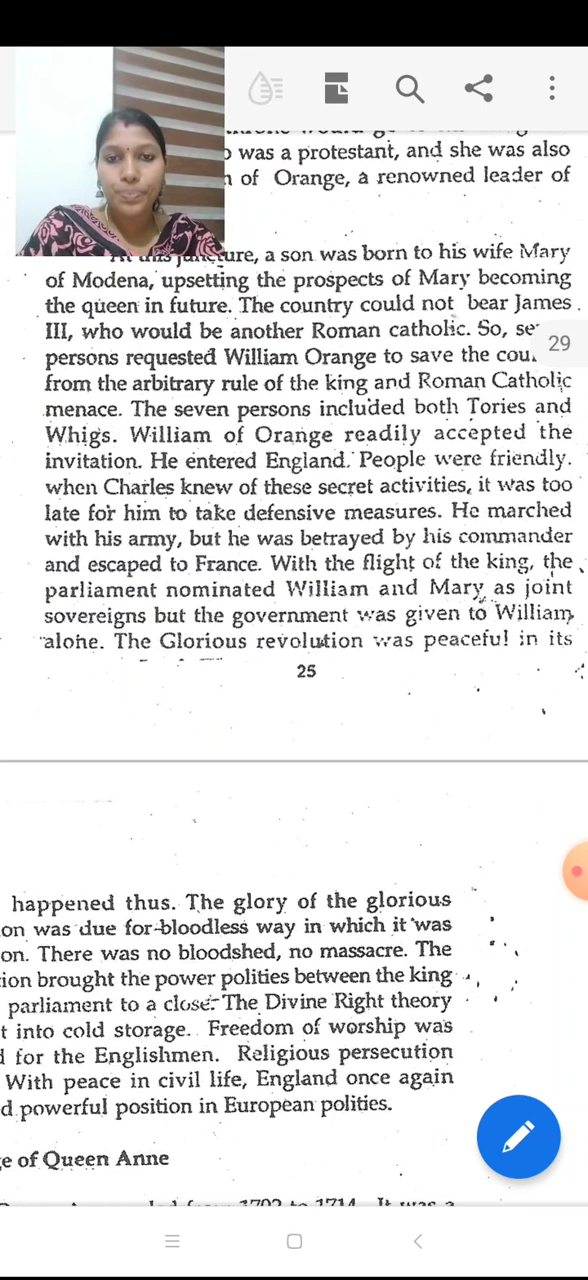 was a protestant, and she was also
of Orange, a renowned leader of
a son was born to his wife Mary
of Modena, upsetting the prospects of Mary becoming
the queen in future. The country could not bear James
III, who would be another Roman catholic. So,
29
persons requested William Orange to save the
from the arbitrary rule of the king and Roman Catholic
menace. The seven persons included both Tories and
Whigs. William of Orange readily accepted the
invitation. He entered England. People were friendly.
when Charles knew of these secret activities, it was too
late for him to take defensive measures. He marched
with his army, but he was betrayed by his commander
and escaped to France. With the flight of the king, the
parliament nominated William and Mary as joint
sovereigns but the government was given to William
alone. The Glorious revolution was peaceful in its
25
happened thus. The glory of the glorious
was due for bloodless way in which it was
There was no bloodshed, no massacre. The
brought the power polities between the king
parliament to a close. The Divine Right theory
into cold storage. Freedom of worship was
for the Englishmen. Religious persecution
With peace in civil life, England once again
powerful position in European polities.
of Queen Anne
1702 to 1714. It was a